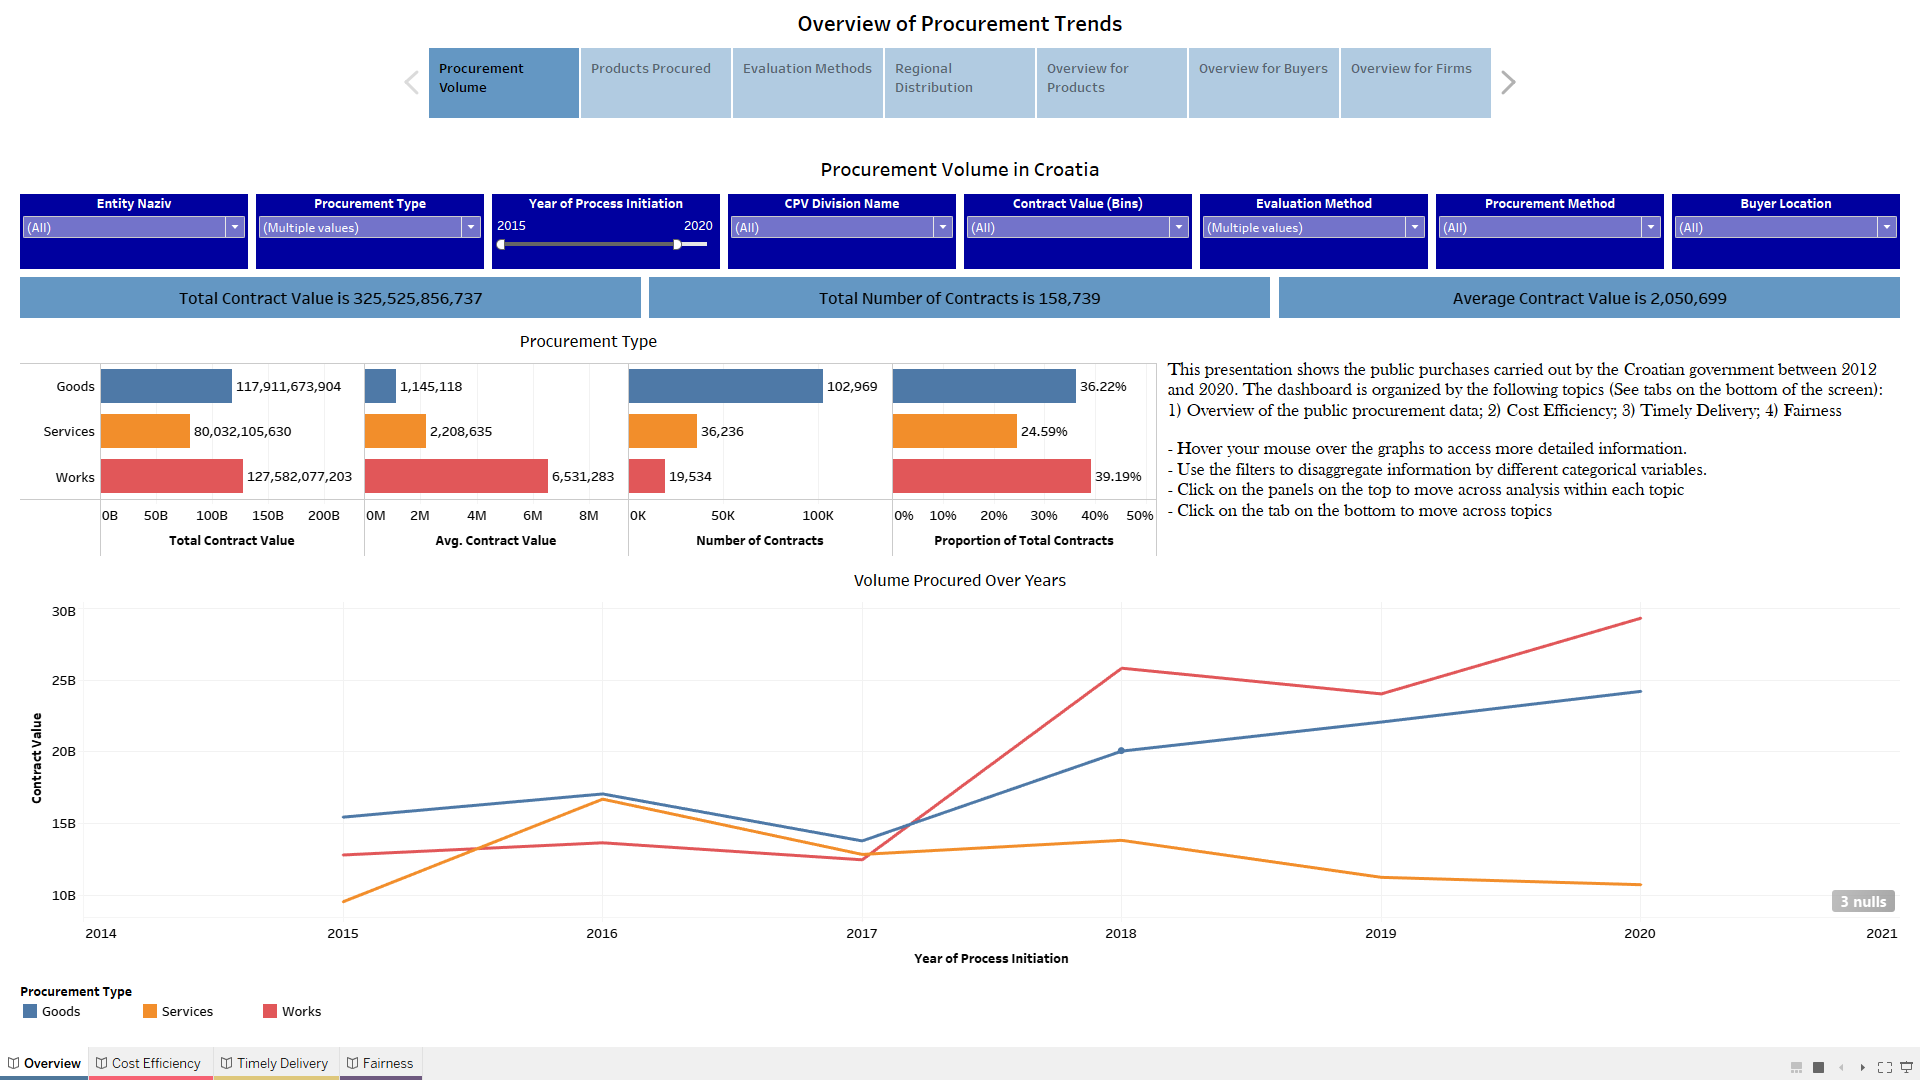 Overview of Procurement Trends
Procurement Volume
Products Procured
Evaluation Methods
Regional Distribution
Overview for Products
Overview for Buyers
Overview for Firms
Procurement Volume in Croatia
Entity Naziv
(All)
Procurement Type
(Multiple values)
Year of Process Initiation
2015 2020
CPV Division Name
(All)
Contract Value (Bins)
(All)
Evaluation Method
(Multiple values)
Procurement Method
(All)
Buyer Location
(All)
Total Contract Value is 325,525,856,737
Total Number of Contracts is 158,739
Average Contract Value is 2,050,699
Procurement Type
Goods 117,911,673,904 1,145,118 102,969 36.22%
Services 80,032,105,630 2,208,635 36,236 24.59%
Works 127,582,077,203 6,531,283 19,534 39.19%
0B 50B 100B 150B 200B 0M 2M 4M 6M 8M 0K 50K 100K 0% 10% 20% 30% 40% 50%
Total Contract Value Avg. Contract Value Number of Contracts Proportion of Total Contracts
This presentation shows the public purchases carried out by the Croatian government between 2012
and 2020. The dashboard is organized by the following topics (See tabs on the bottom of the screen):
1) Overview of the public procurement data; 2) Cost Efficiency; 3) Timely Delivery; 4) Fairness
- Hover your mouse over the graphs to access more detailed information.
- Use the filters to disaggregate information by different categorical variables.
- Click on the panels on the top to move across analysis within each topic
- Click on the tab on the bottom to move across topics
Volume Procured Over Years
Contract Value
30B
25B
20B
15B
10B
3 nulls
2014 2015 2016 2017 2018 2019 2020 2021
Year of Process Initiation
Procurement Type
Goods Services Works
Overview Cost Efficiency Timely Delivery Fairness